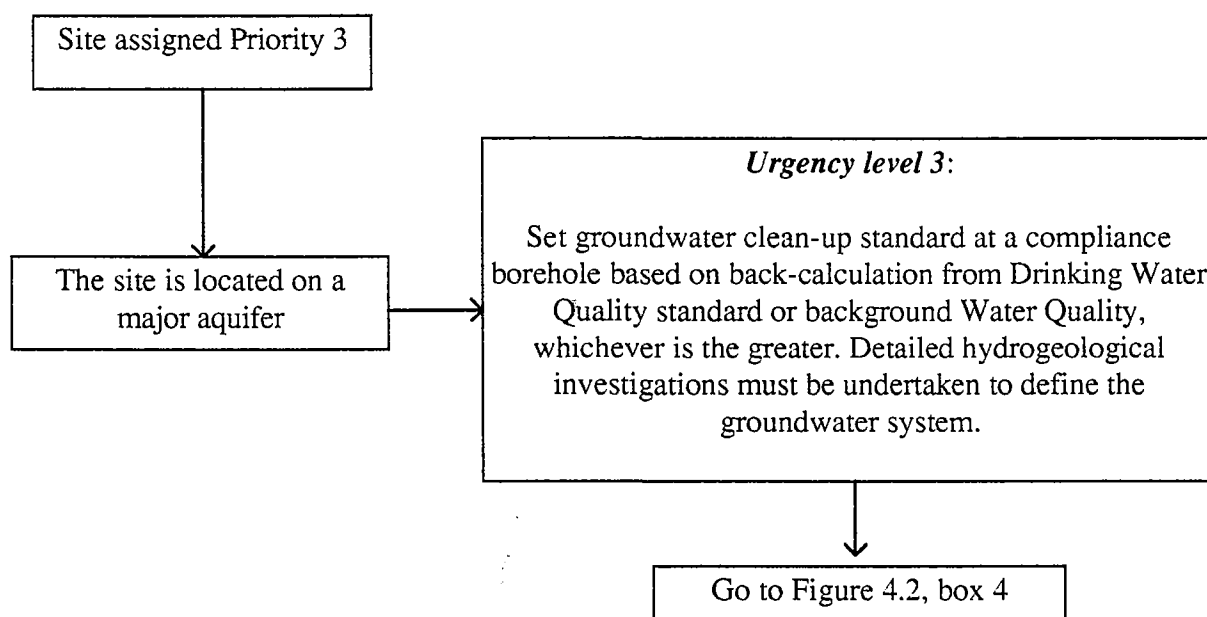 Site assigned Priority 3
The site is located on a
major aquifer
Urgency level 3:
Set groundwater clean-up standard at a compliance
borehole based on back-calculation from Drinking Water
Quality standard or background Water Quality,
whichever is the greater. Detailed hydrogeological
investigations must be undertaken to define the
groundwater system.
Go to Figure 4.2, box 4